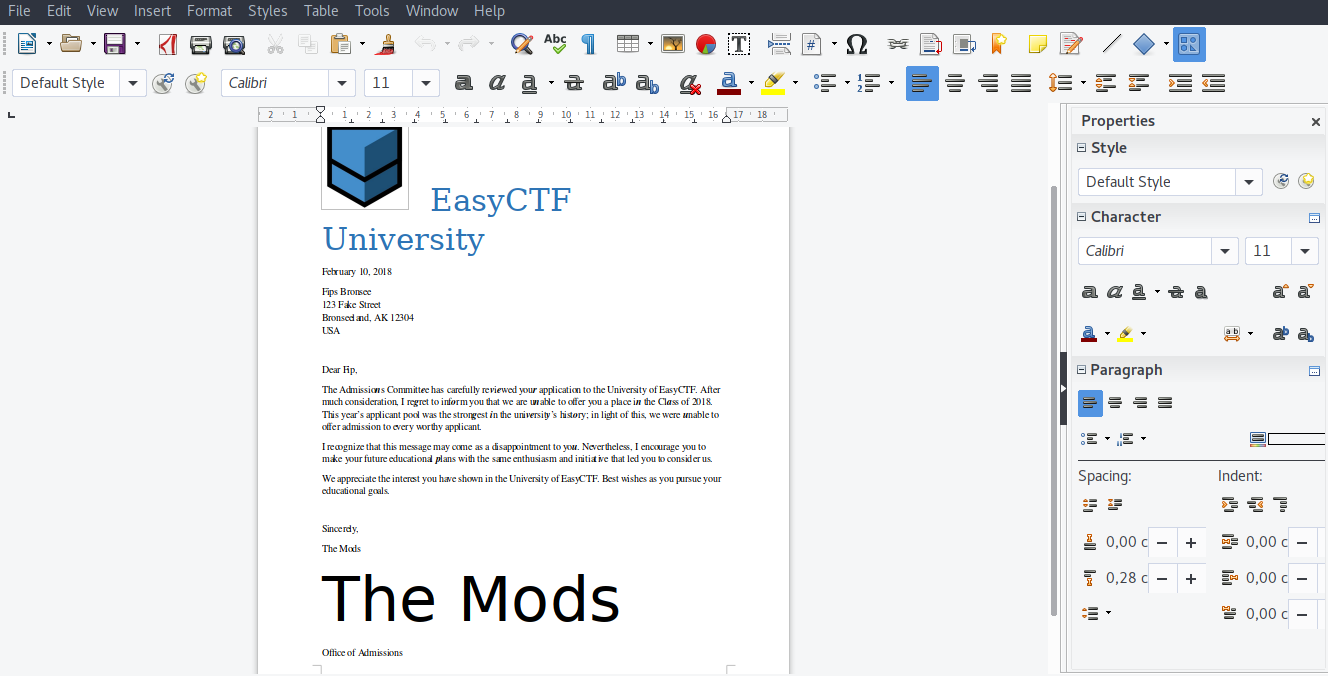 File Edit View Insert Format Styles Table Tools Window Help
Abc
T
#
Ω
Default Style Calibri 11 a a a a ab ab a a
2 1 1 2 3 4 5 6 7 8 9 10 11 12 13 14 15 16 17 18
EasyCTF
University
February 10, 2018
Fips Bronsee
123 Fake Street
Bronseeland, AK 12304
USA
Dear Fip,
The Admissions Committee has carefully reviewed your application to the University of EasyCTF. After
much consideration, I regret to inform you that we are unable to offer you a place in the Class of 2018.
This year's applicant pool was the strongest in the university's history; in light of this, we were unable to
offer admission to every worthy applicant.
I recognize that this message may come as a disappointment to you. Nevertheless, I encourage you to
make your future educational plans with the same enthusiasm and initiative that led you to consider us.
We appreciate the interest you have shown in the University of EasyCTF. Best wishes as you pursue your
educational goals.
Sincerely,
The Mods
The Mods
Office of Admissions
Properties
Style
Default Style
Character
Calibri 11
a a a a a a a
a ab ab ab
Paragraph
Spacing: Indent:
0,00 c 0,00 c
0,28 c 0,00 c
0,00 c